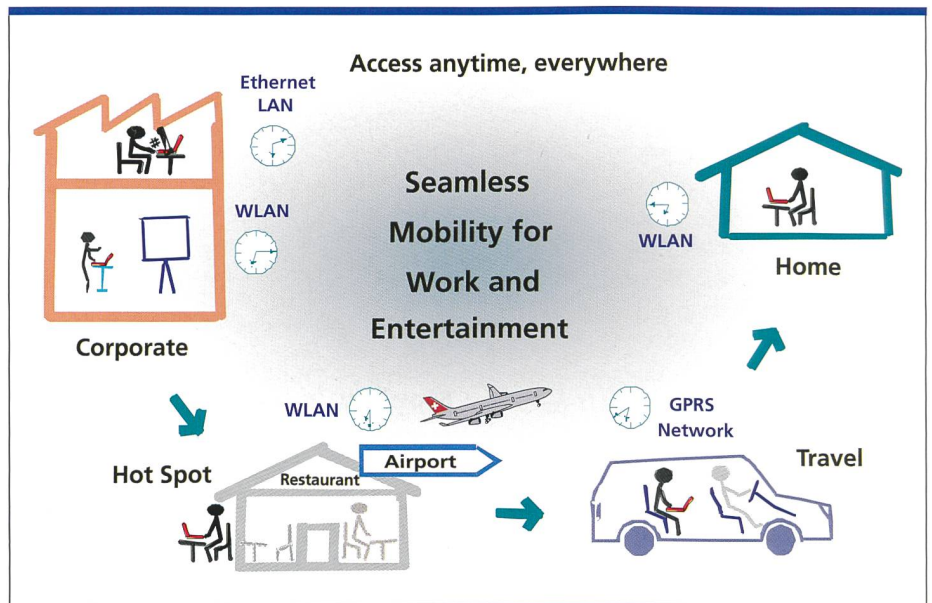 Access anytime, everywhere
Ethernet
LAN
WLAN
Corporate
Seamless
Mobility for
Work and
Entertainment
WLAN
Home
WLAN
Airport
Hot Spot
Restaurant
GPRS
Network
Travel